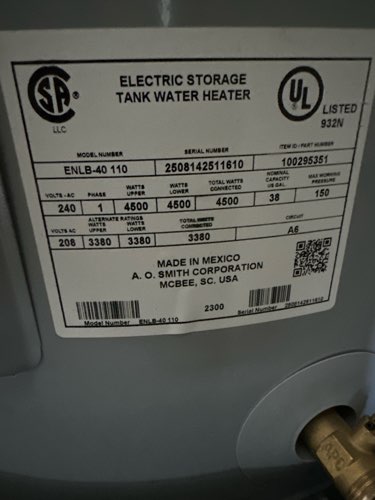 ELECTRIC STORAGE
TANK WATER HEATER
SA
LLC
UL
LISTED
932N
MODEL NUMBER SERIAL NUMBER ITEM ID / PART NUMBER
ENLB-40 110 2508142511610 100295351
VOLTS - AC PHASE WATTS UPPER WATTS LOWER TOTAL WATTS CONNECTED NOMINAL CAPACITY US GAL. MAX WORKING PRESSURE
240 1 4500 4500 4500 38 150
VOLTS - AC ALTERNATE RATINGS WATTS UPPER WATTS LOWER TOTAL WATTS CONNECTED CIRCUIT
208 3380 3380 3380 A6
MADE IN MEXICO
A. O. SMITH CORPORATION
MCBEE, SC. USA
2300
Model Number ENLB-40 110
Serial Number 2508142511610
APC